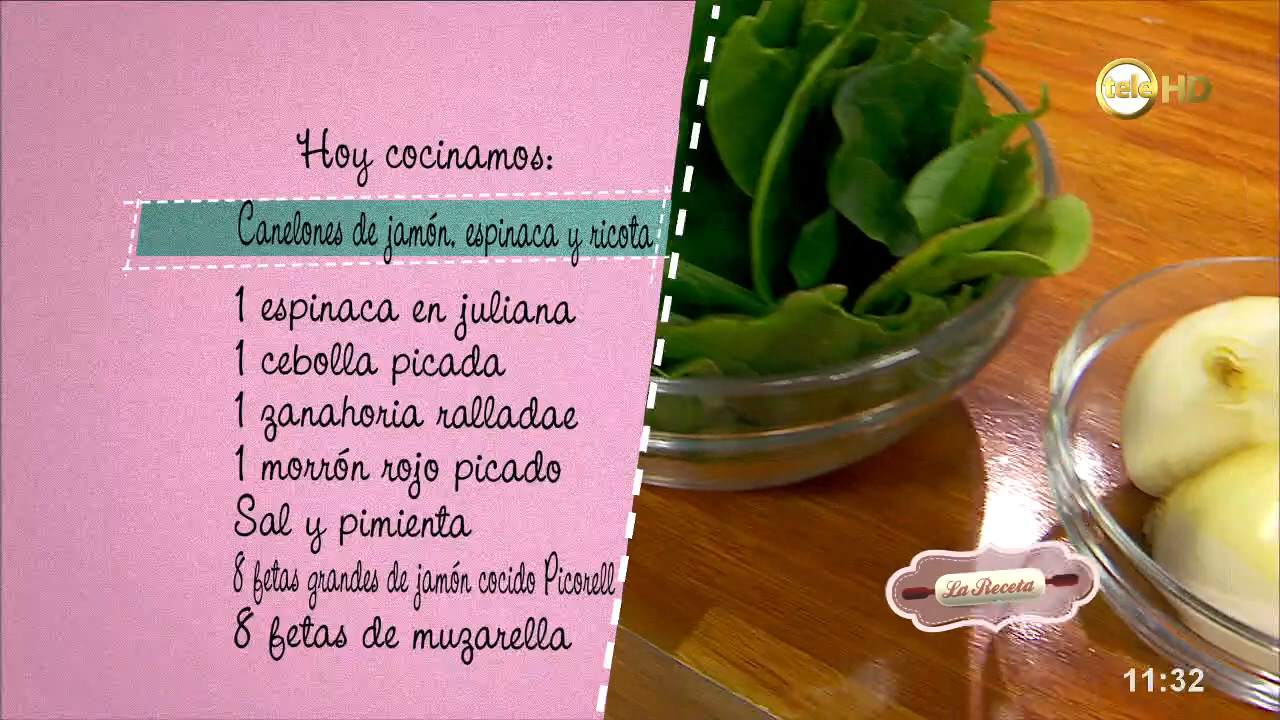 Hoy cocinamos:
Canelones de jamón, espinaca y ricota
1 espinaca en juliana
1 cebolla picada
1 zanahoria ralladae
1 morrón rojo picado
Sal y pimienta
8 fetas grandes de jamón cocido Picorell
8 fetas de muzarella
tele HD
La Receta
11:32